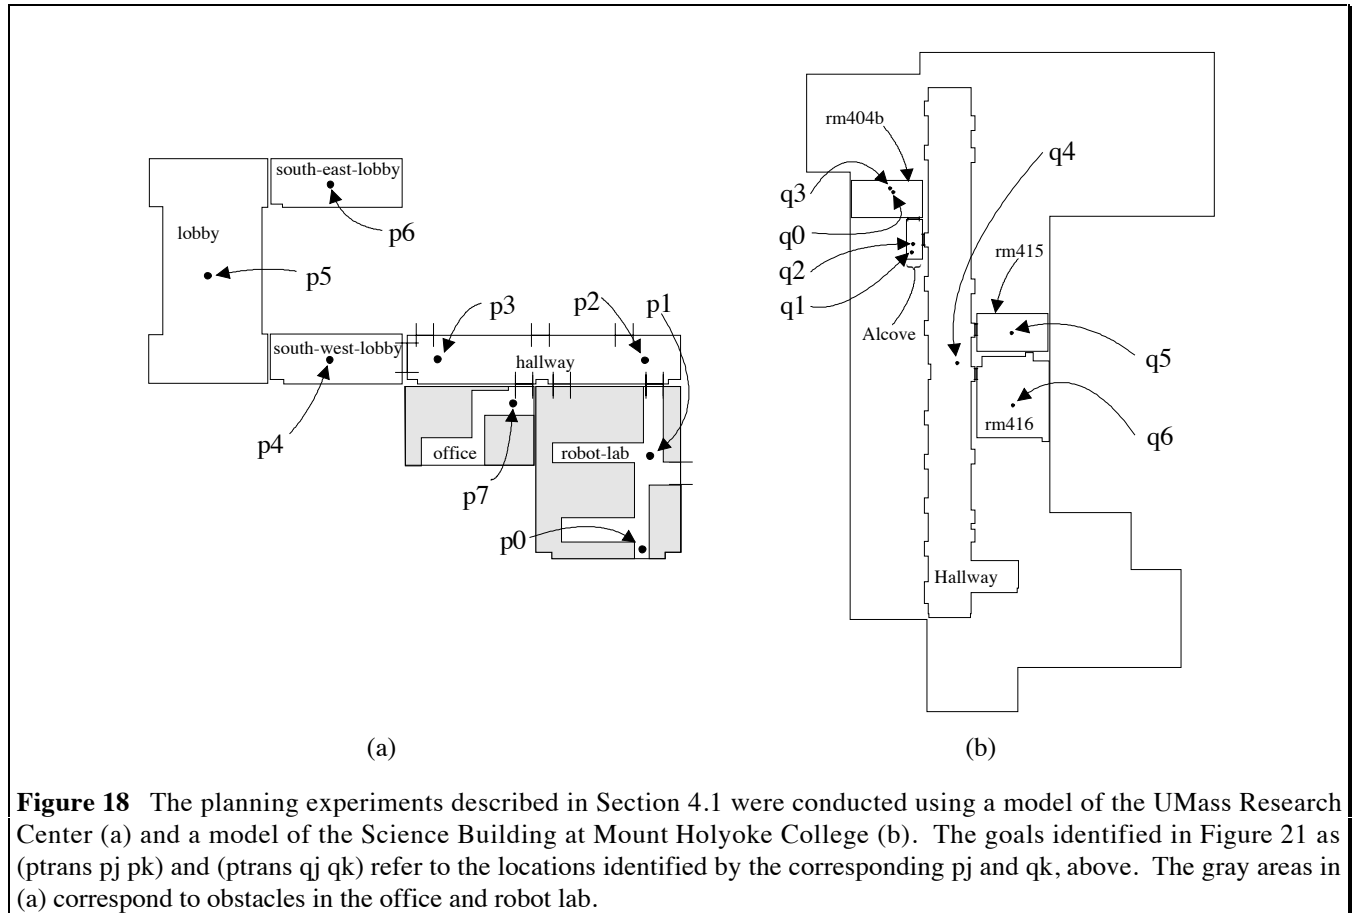 south-east-lobby
p6
lobby
p5
p3
p2
p1
south-west-lobby
hallway
p4
office
robot-lab
p7
p0
(a)
rm404b
q4
q3
q0
q2
rm415
q1
Alcove
q5
rm416
q6
Hallway
(b)
Figure 18 The planning experiments described in Section 4.1 were conducted using a model of the UMass Research
Center (a) and a model of the Science Building at Mount Holyoke College (b). The goals identified in Figure 21 as
(ptrans pj pk) and (ptrans qj qk) refer to the locations identified by the corresponding pj and qk, above. The gray areas in
(a) correspond to obstacles in the office and robot lab.